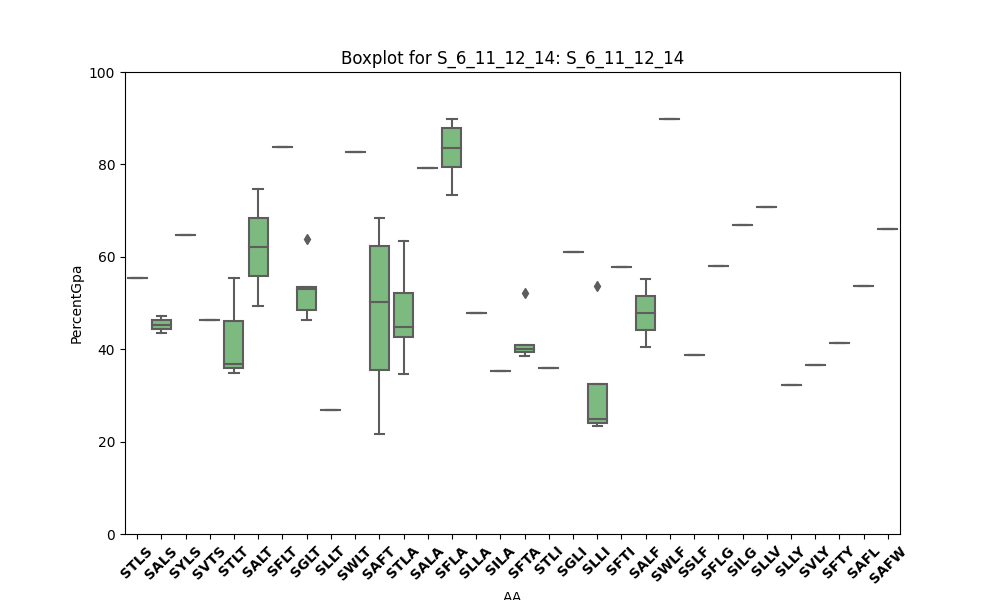 Boxplot for S_6_11_12_14: S_6_11_12_14
100
80
60
40
20
0
PercentGpa
STLS SALS SYLS SVTS STLT SALT SFLT SGLT SLLT SWLT SAFT STLA SALA SFLA SLLA SILA SFTA STLI SGLI SLLI SFTI SALF SWLF SSLF SFLG SILG SLLV SLLY SVLY SFTY SAFL SAFW
AA